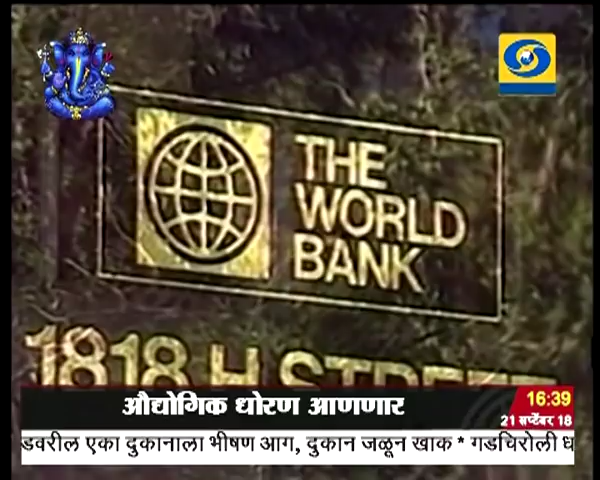 THE
WORLD
BANK
1818 H STREET
औद्योगिक धोरण आणणार
16:39
21 सप्टेंबर 18
डवरील एका दुकानाला भीषण आग, दुकान जळून खाक * गडचिरोली ध